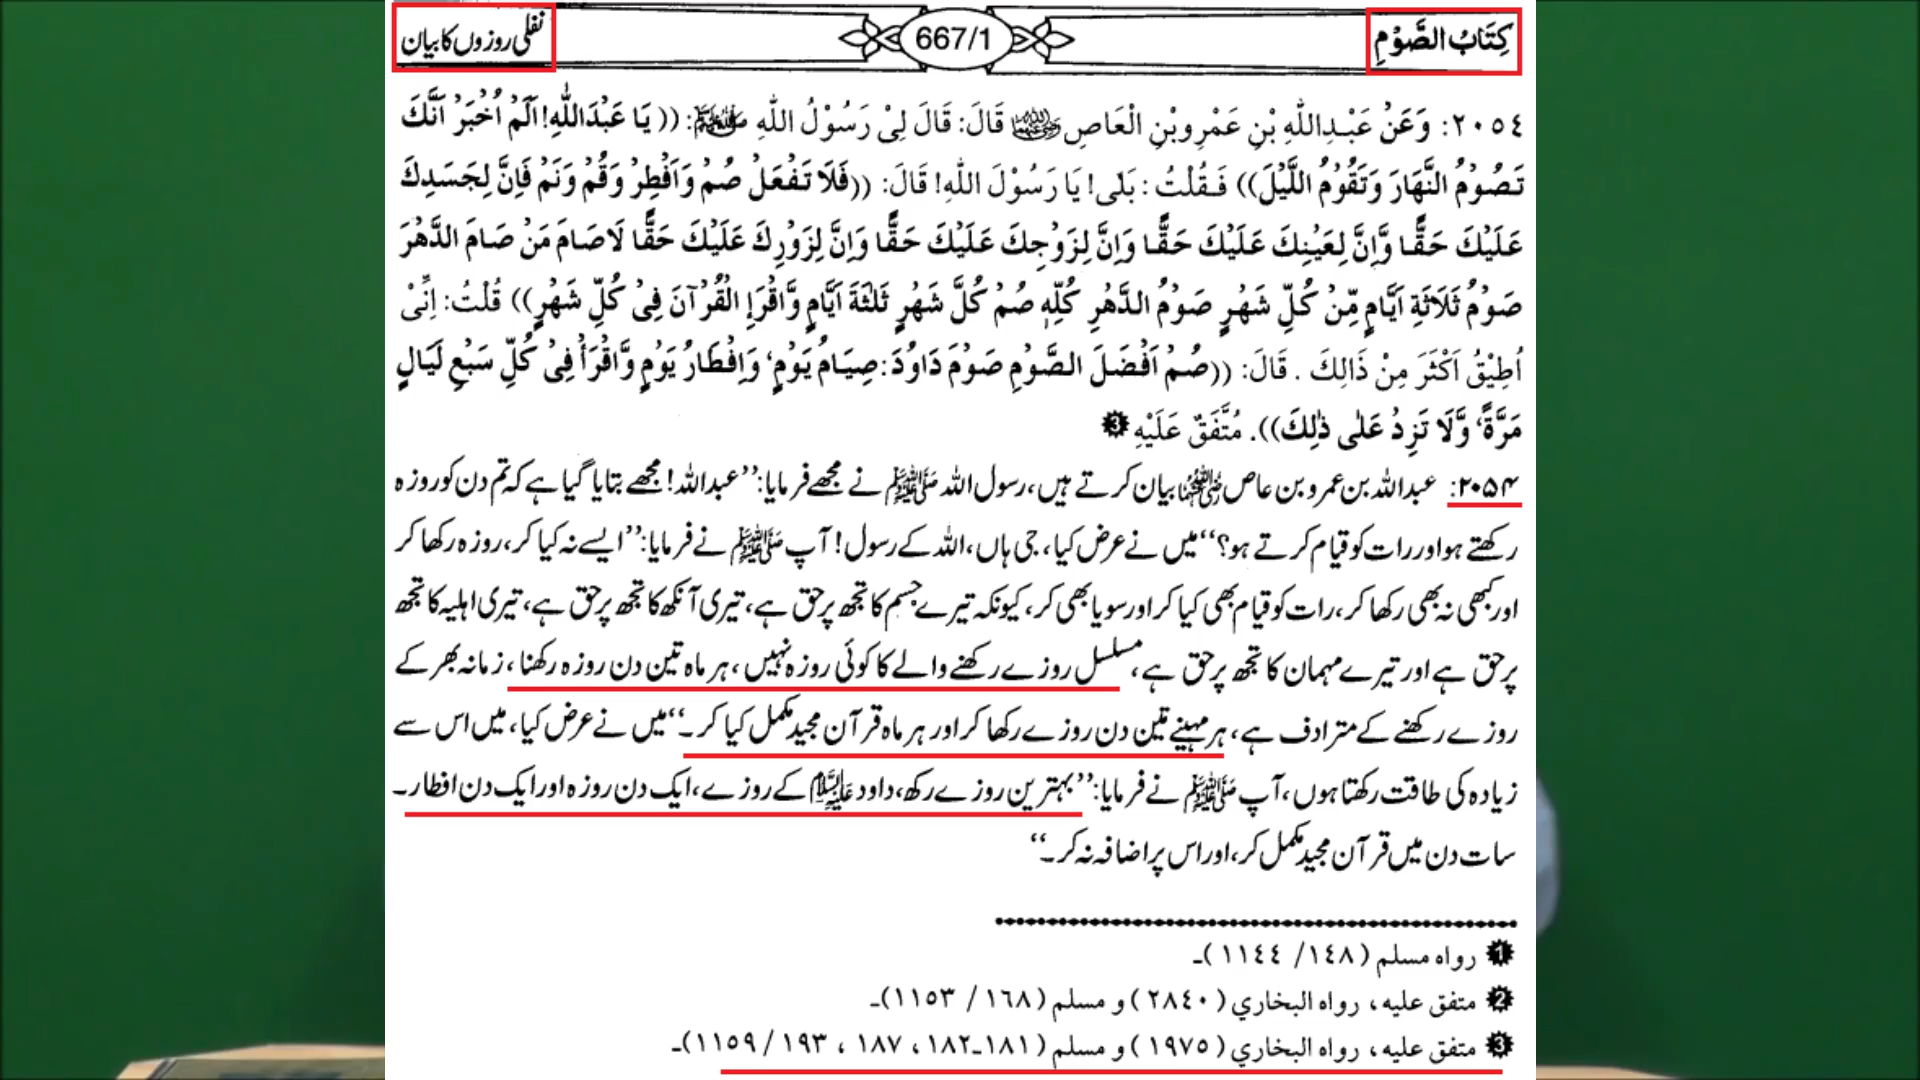 كِتَابُ الصَّوْمِ 667/1 نفلی روزوں کا بیان
٢٠٥٤: وَعَنْ عَبْدِاللّٰهِ بْنِ عَمْرِوبْنِ الْعَاصِ رضی اللہ عنہما قَالَ: قَالَ لِیْ رَسُوْلُ اللّٰهِ ﷺ: ((يَا عَبْدَاللّٰهِ! اَلَمْ اُخْبَرْ اَنَّكَ
تَصُوْمُ النَّهَارَ وَتَقُوْمُ اللَّيْلَ)) فَقُلْتُ: بَلٰى! يَا رَسُوْلَ اللّٰهِ! قَالَ: ((فَلَا تَفْعَلْ صُمْ وَاَفْطِرْ وَقُمْ وَنَمْ فَاِنَّ لِجَسَدِكَ
عَلَيْكَ حَقًّا وَّاِنَّ لِعَيْنِكَ عَلَيْكَ حَقًّا وَاِنَّ لِزَوْجِكَ عَلَيْكَ حَقًّا وَاِنَّ لِزَوْرِكَ عَلَيْكَ حَقًّا لَا صَامَ مَنْ صَامَ الدَّهْرَ
صَوْمُ ثَلَاثَةِ اَيَّامٍ مِّنْ كُلِّ شَهْرٍ صَوْمُ الدَّهْرِ كُلِّهٖ صُمْ كُلَّ شَهْرٍ ثَلٰثَةَ اَيَّامٍ وَّاقْرَاِ الْقُرْآنَ فِیْ كُلِّ شَهْرٍ)) قُلْتُ: اِنِّیْ
اُطِيْقُ اَكْثَرَ مِنْ ذَالِكَ. قَالَ: ((صُمْ اَفْضَلَ الصَّوْمِ صَوْمَ دَاوُدَ: صِيَامُ يَوْمٍ، وَاِفْطَارُ يَوْمٍ وَّاقْرَأْ فِیْ كُلِّ سَبْعِ لَيَالٍ
مَرَّةً، وَّلَا تَزِدْ عَلٰى ذٰلِكَ)). مُتَّفَقٌ عَلَيْهِ 3
۲۰۵۴: عبداللہ بن عمرو بن عاص رضی اللہ عنہما بیان کرتے ہیں، رسول اللہ ﷺ نے مجھے فرمایا: ’’عبداللہ! مجھے بتایا گیا ہے کہ تم دن کو روزہ
رکھتے ہو اور رات کو قیام کرتے ہو؟‘‘ میں نے عرض کیا، جی ہاں، اللہ کے رسول! آپ ﷺ نے فرمایا: ’’ایسے نہ کیا کر، روزہ رکھا کر
اور کبھی نہ بھی رکھا کر، رات کو قیام بھی کیا کر اور سویا بھی کر، کیونکہ تیرے جسم کا تجھ پر حق ہے، تیری آنکھ کا تجھ پر حق ہے، تیری اہلیہ کا تجھ
پر حق ہے اور تیرے مہمان کا تجھ پر حق ہے، مسلسل روزے رکھنے والے کا کوئی روزہ نہیں، ہر ماہ تین دن روزہ رکھنا، زمانہ بھر کے
روزے رکھنے کے مترادف ہے، ہر مہینے تین دن روزے رکھا کر اور ہر ماہ قرآن مجید مکمل کیا کر۔‘‘ میں نے عرض کیا، میں اس سے
زیادہ کی طاقت رکھتا ہوں، آپ ﷺ نے فرمایا: ’’بہترین روزے رکھ، داود علیہ السلام کے روزے، ایک دن روزہ اور ایک دن افطار۔
سات دن میں قرآن مجید مکمل کر، اور اس پر اضافہ نہ کر۔‘‘
1 رواه مسلم (١٤٨/ ١١٤٤)۔
2 متفق عليه، رواه البخاري (٢٨٤٠) و مسلم (١٦٨/ ١١٥٣)۔
3 متفق عليه، رواه البخاري (١٩٧٥) و مسلم (١٨١-١٨٢، ١٨٧، ١٩٣/ ١١٥٩)۔